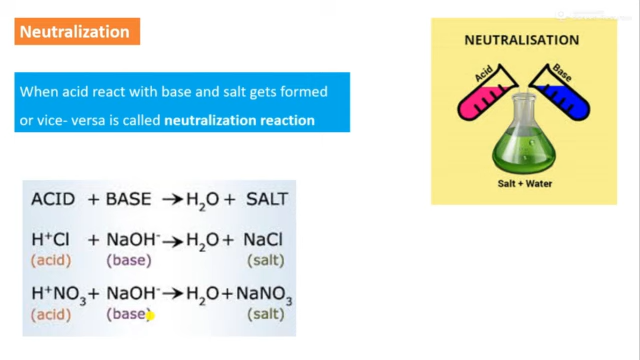 Neutralization
When acid react with base and salt gets formed
or vice- versa is called neutralization reaction
NEUTRALISATION
Acid
Base
Salt + Water
ACID + BASE → H₂O + SALT
H⁺Cl + NaOH⁻ → H₂O + NaCl
(acid) (base) (salt)
H⁺NO₃ + NaOH⁻ → H₂O + NaNO₃
(acid) (base) (salt)